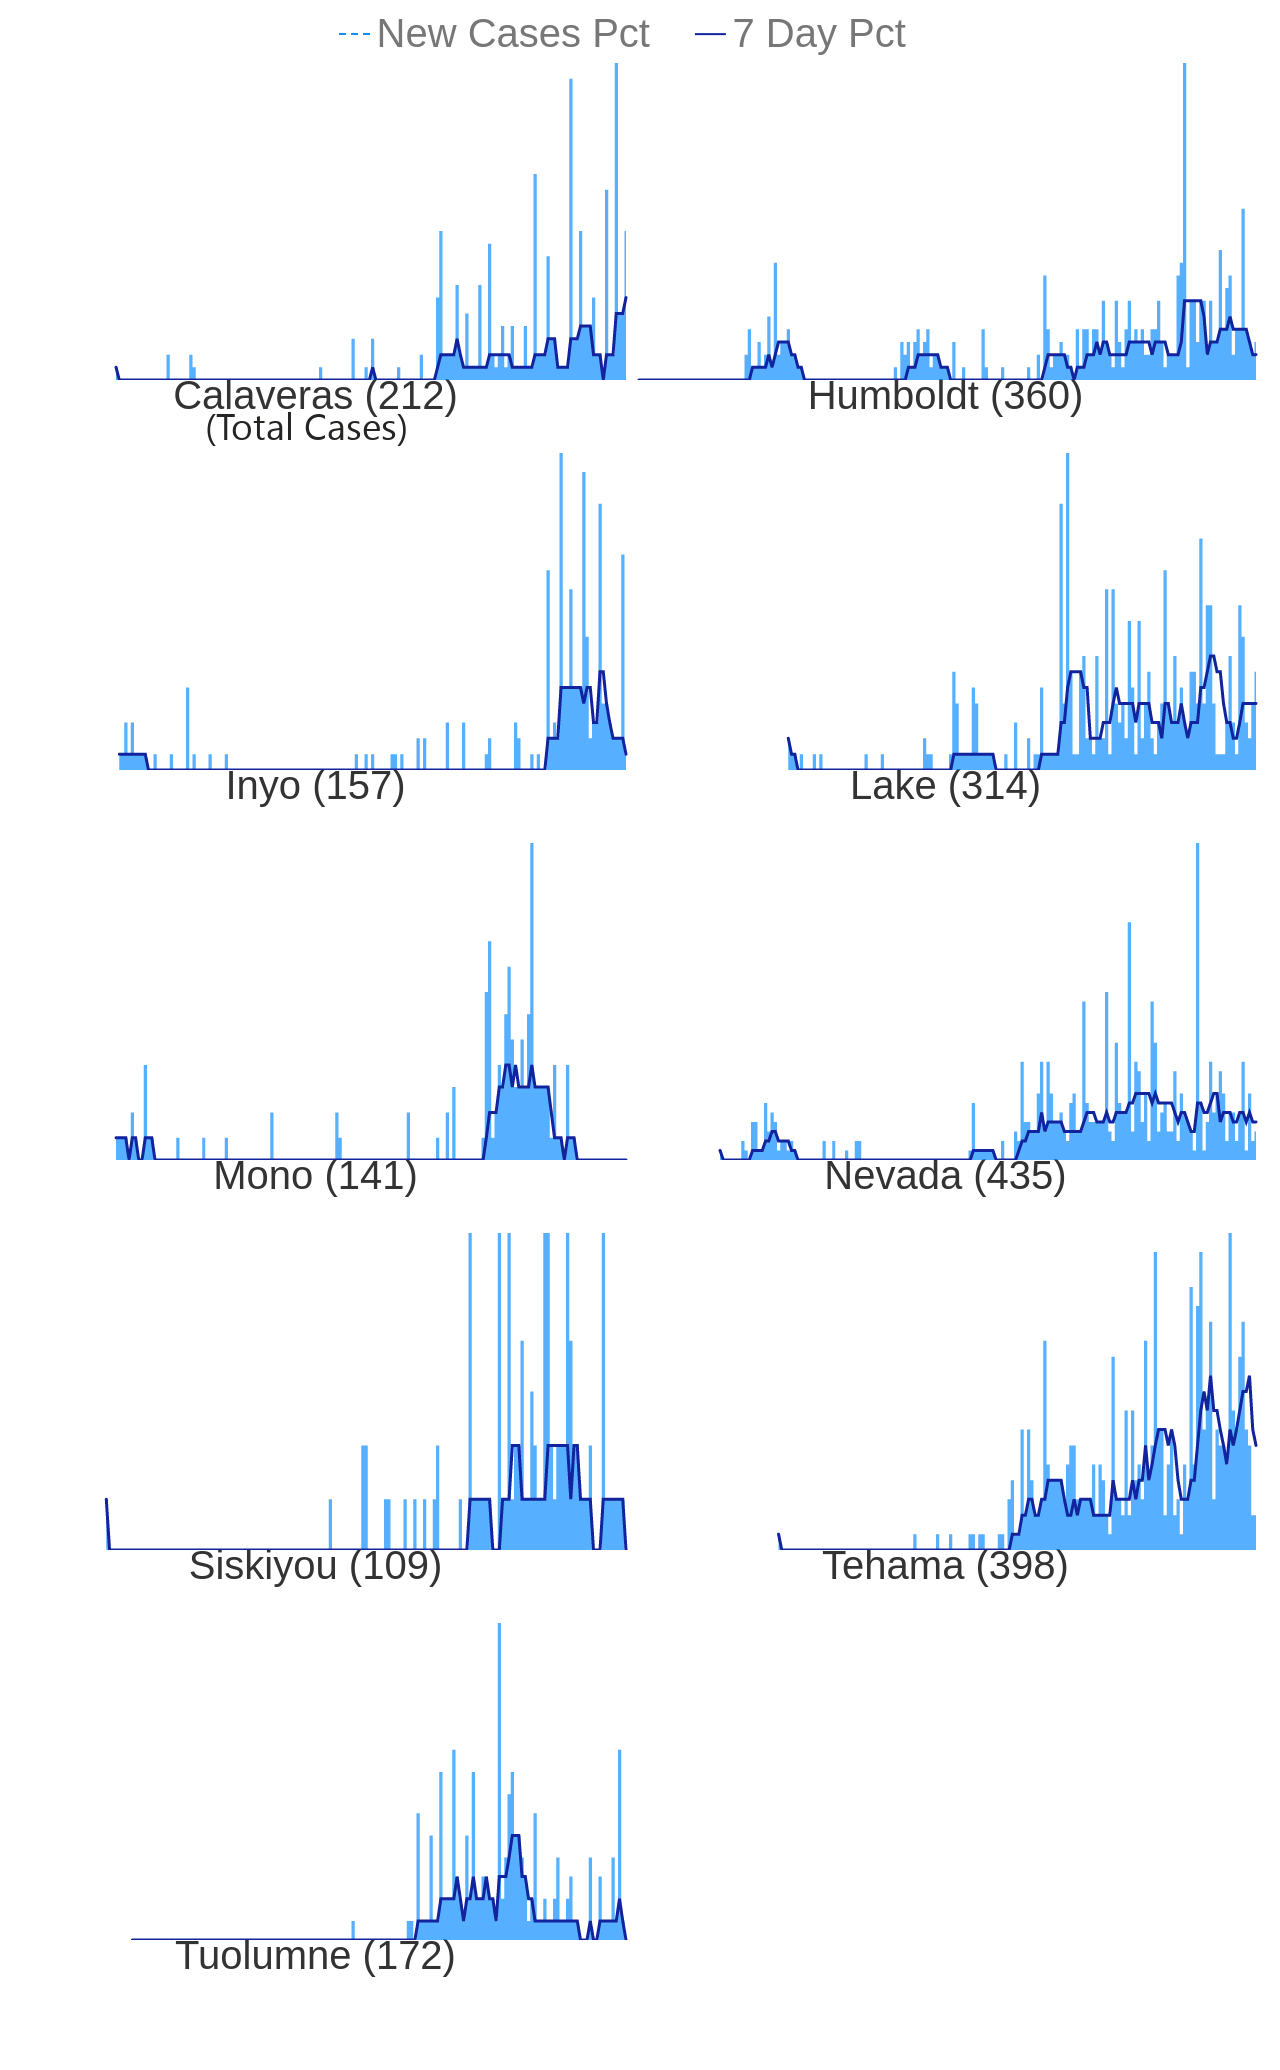 New Cases Pct 7 Day Pct
Calaveras (212) Humboldt (360)
(Total Cases)
Inyo (157) Lake (314)
Mono (141) Nevada (435)
Siskiyou (109) Tehama (398)
Tuolumne (172)